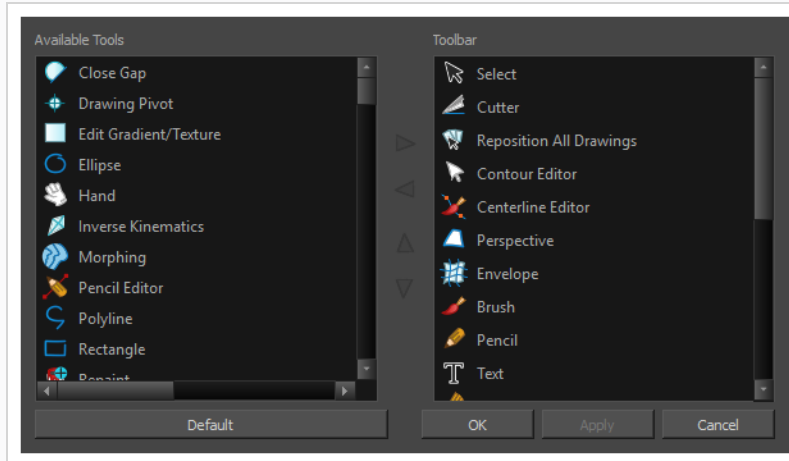 Available Tools
Close Gap
Drawing Pivot
Edit Gradient/Texture
Ellipse
Hand
Inverse Kinematics
Morphing
Pencil Editor
Polyline
Rectangle
Repaint
Default
Toolbar
Select
Cutter
Reposition All Drawings
Contour Editor
Centerline Editor
Perspective
Envelope
Brush
Pencil
Text
OK
Apply
Cancel